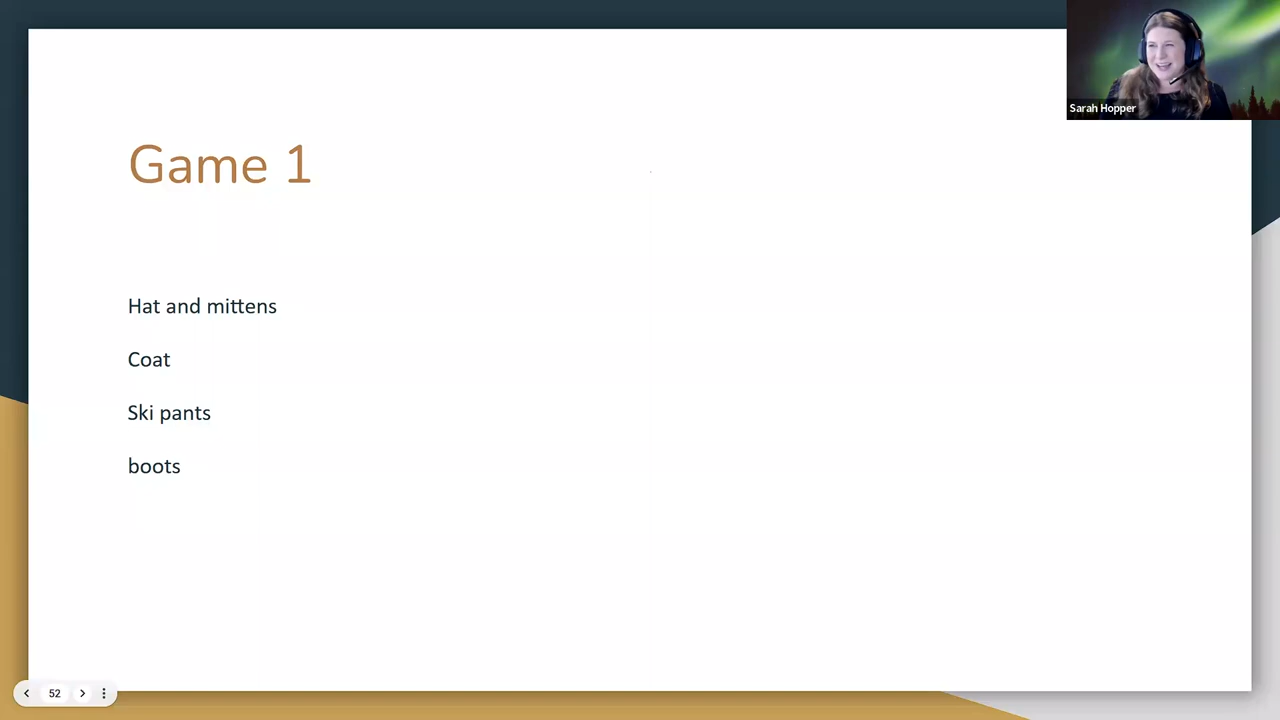 Sarah Hopper
Game 1
Hat and mittens
Coat
Ski pants
boots
52